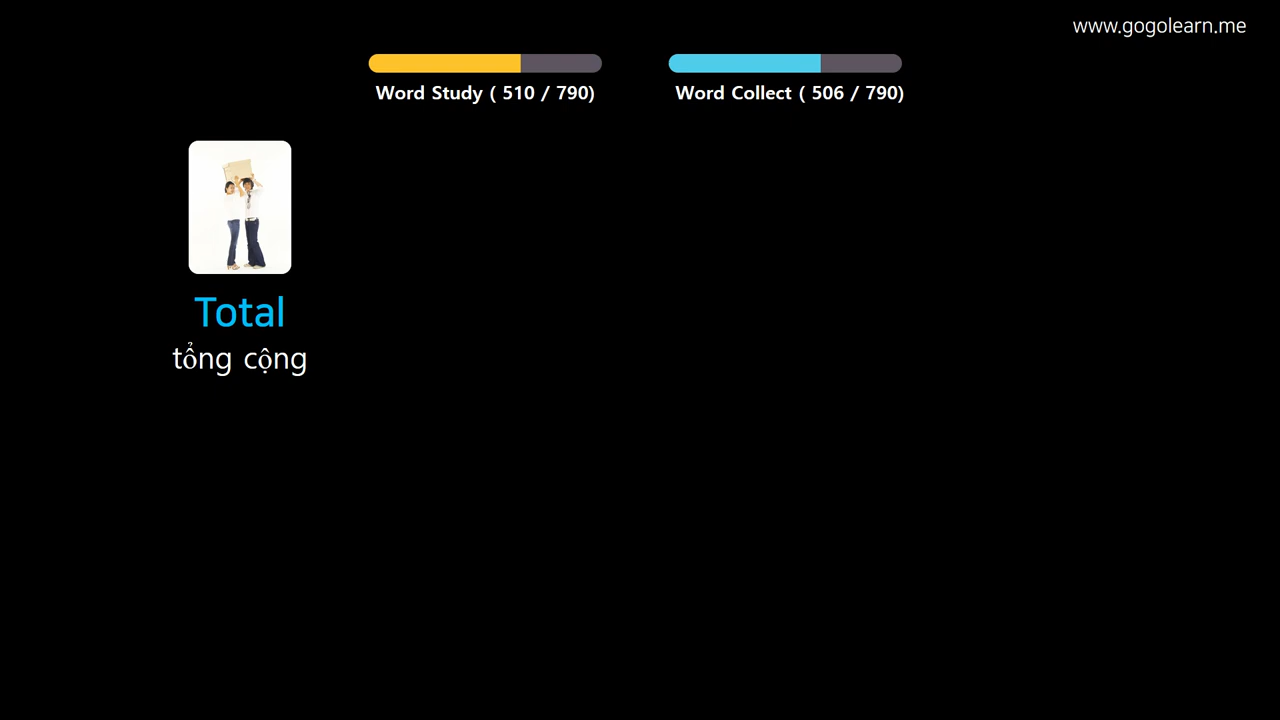 www.gogolearn.me
Word Study ( 510 / 790)
Word Collect ( 506 / 790)
Total
tổng cộng